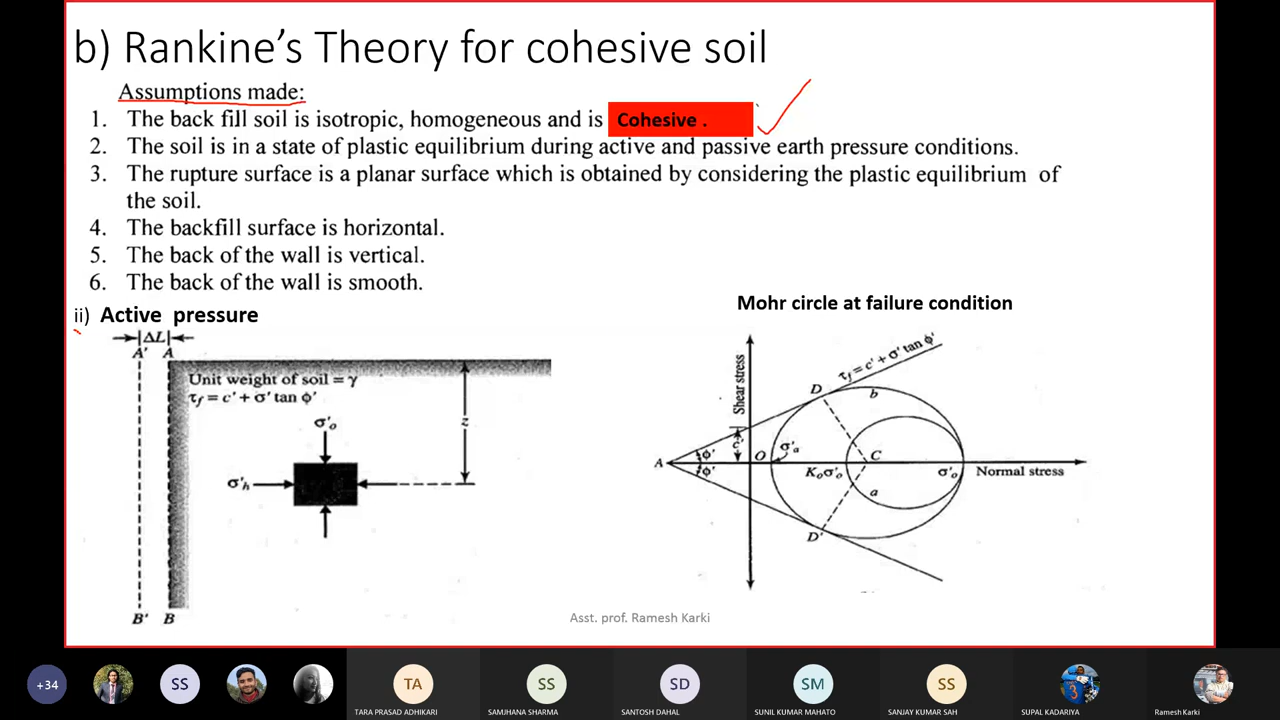 b) Rankine's Theory for cohesive soil
Assumptions made:
1. The back fill soil is isotropic, homogeneous and is Cohesive .
2. The soil is in a state of plastic equilibrium during active and passive earth pressure conditions.
3. The rupture surface is a planar surface which is obtained by considering the plastic equilibrium of
the soil.
4. The backfill surface is horizontal.
5. The back of the wall is vertical.
6. The back of the wall is smooth.
ii) Active pressure
ΔL
A' A
Unit weight of soil = γ
τf = c' + σ' tan φ'
σ'o
z
σ'h
B' B
Mohr circle at failure condition
Shear stress
τf = c' + σ' tan φ'
D
b
c'
A
φ'
φ'
O
σ'a
C
Koσ'o
σ'o
Normal stress
a
D'
Asst. prof. Ramesh Karki
+34
SS
TA
SS
SD
SM
SS
3
TARA PRASAD ADHIKARI
SAMJHANA SHARMA
SANTOSH DAHAL
SUNIL KUMAR MAHATO
SANJAY KUMAR SAH
SUPAL KADARIYA
Ramesh Karki